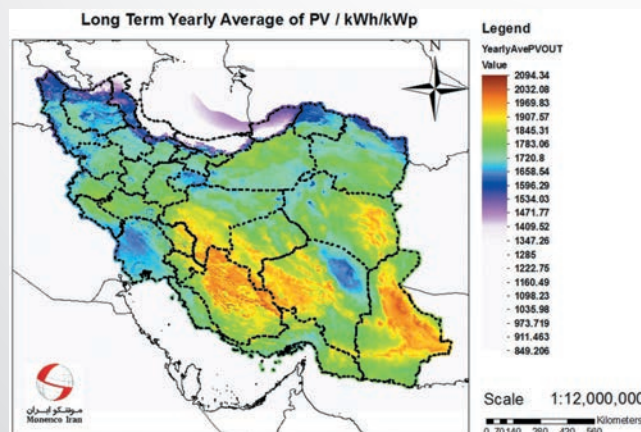 Long Term Yearly Average of PV / kWh/kWp
N
Legend
YearlyAvePVOUT
Value
2094.34
2032.08
1969.83
1907.57
1845.31
1783.06
1720.8
1658.54
1596.29
1534.03
1471.77
1409.52
1347.26
1285
1222.75
1160.49
1098.23
1035.98
973.719
911.463
849.206
موننکو ایران
Monenco Iran
Scale 1:12,000,000
Kilometers
0 70 140 280 420 560